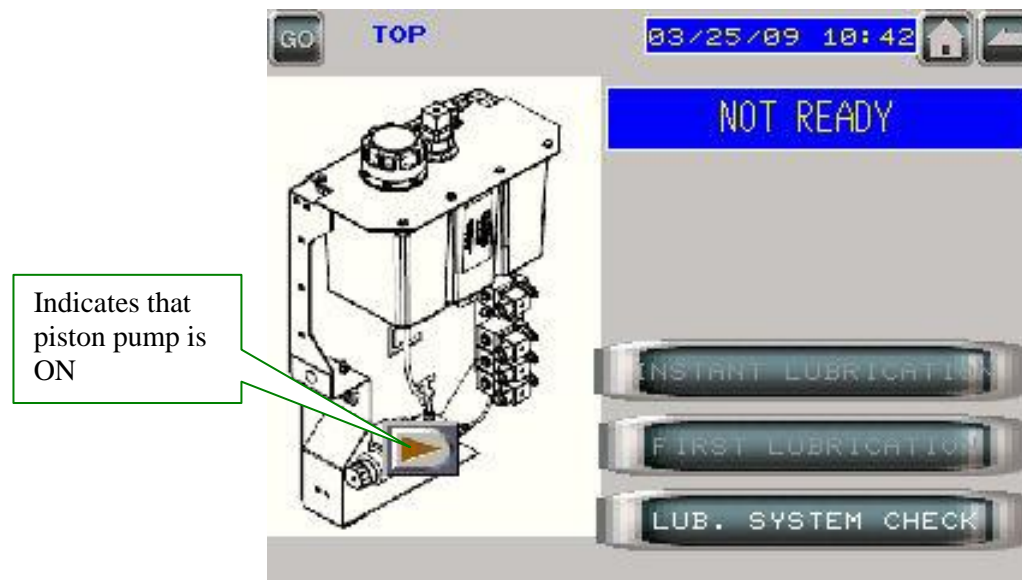 GO TOP 03/25/09 10:42
NOT READY
Indicates that
piston pump is
ON
INSTANT LUBRICATION
FIRST LUBRICATION
LUB. SYSTEM CHECK